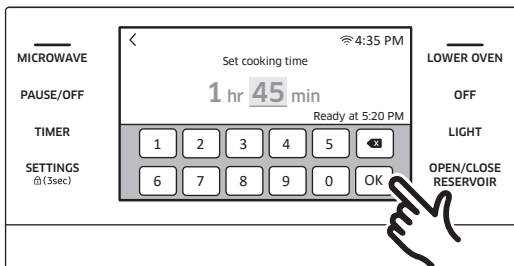 MICROWAVE
PAUSE/OFF
TIMER
SETTINGS
(3sec)
4:35 PM
Set cooking time
1 hr 45 min
Ready at 5:20 PM
1 2 3 4 5
6 7 8 9 0 OK
LOWER OVEN
OFF
LIGHT
OPEN/CLOSE
RESERVOIR